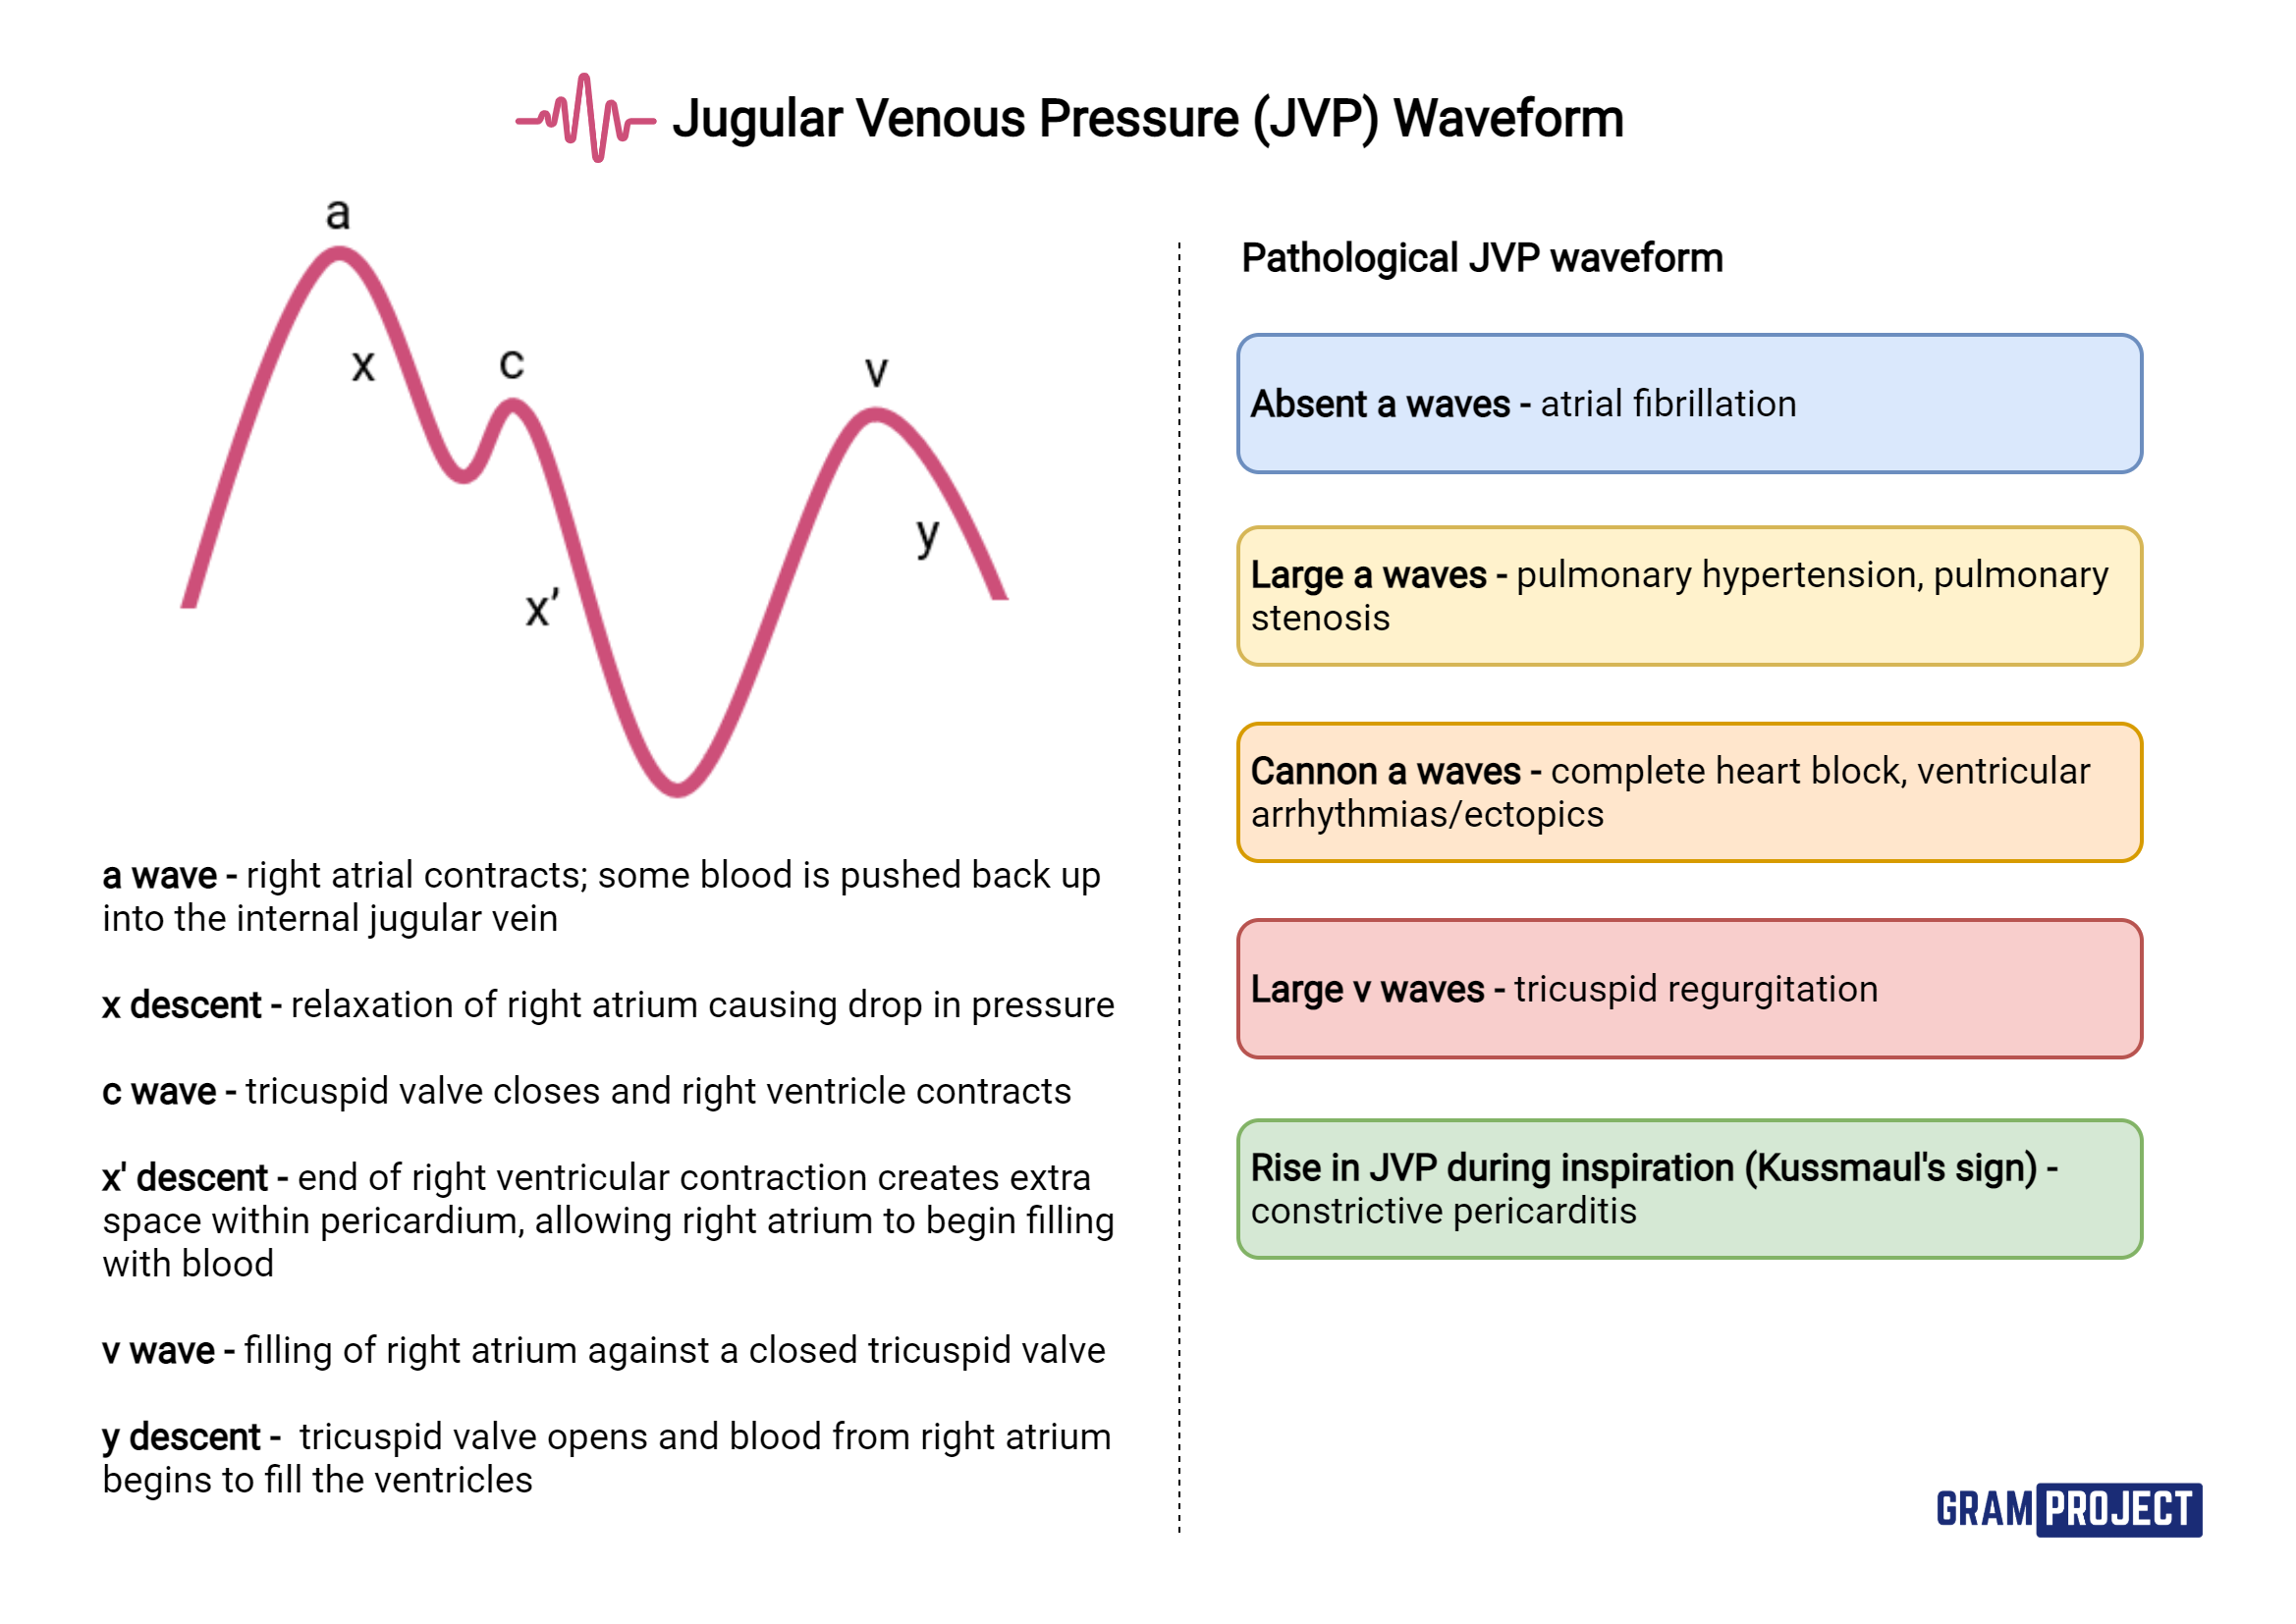 Jugular Venous Pressure (JVP) Waveform
a
x
c
x’
v
y
a wave - right atrial contracts; some blood is pushed back up
into the internal jugular vein
x descent - relaxation of right atrium causing drop in pressure
c wave - tricuspid valve closes and right ventricle contracts
x' descent - end of right ventricular contraction creates extra
space within pericardium, allowing right atrium to begin filling
with blood
v wave - filling of right atrium against a closed tricuspid valve
y descent -  tricuspid valve opens and blood from right atrium
begins to fill the ventricles
Pathological JVP waveform
Absent a waves - atrial fibrillation
Large a waves - pulmonary hypertension, pulmonary
stenosis
Cannon a waves - complete heart block, ventricular
arrhythmias/ectopics
Large v waves - tricuspid regurgitation
Rise in JVP during inspiration (Kussmaul's sign) -
constrictive pericarditis
GRAM PROJECT